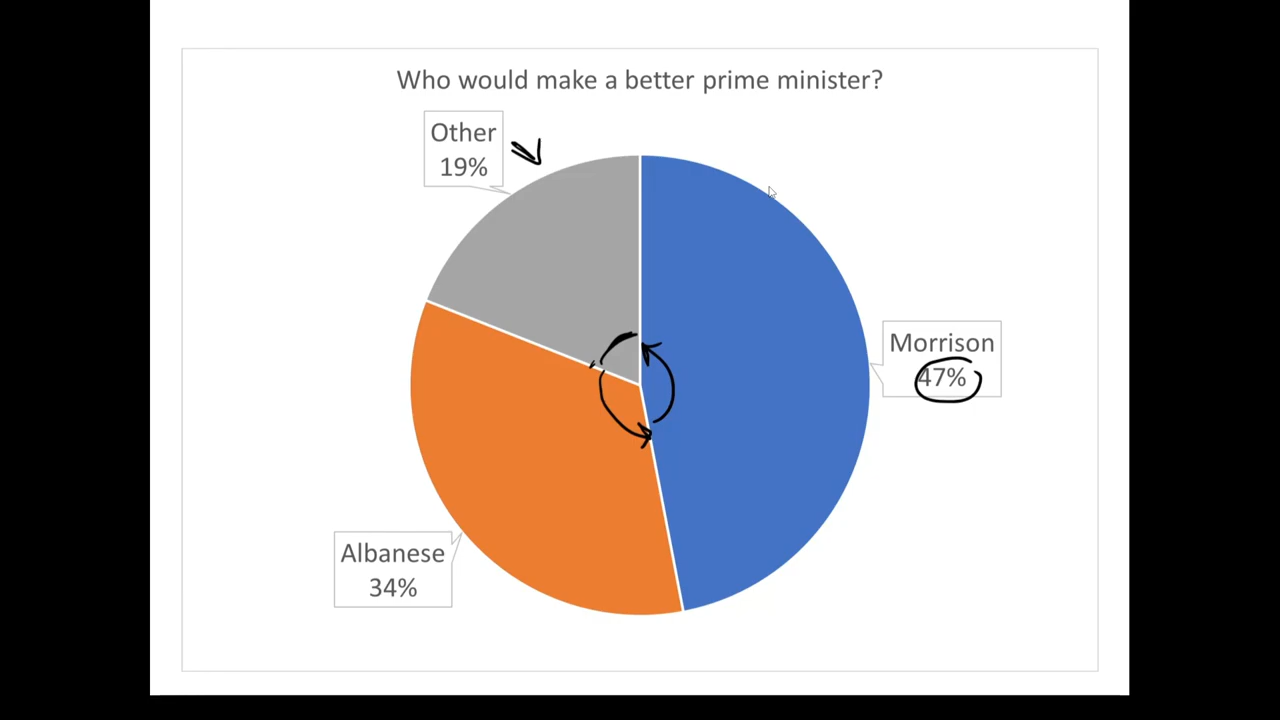 Who would make a better prime minister?
Other
19%
Morrison
47%
Albanese
34%